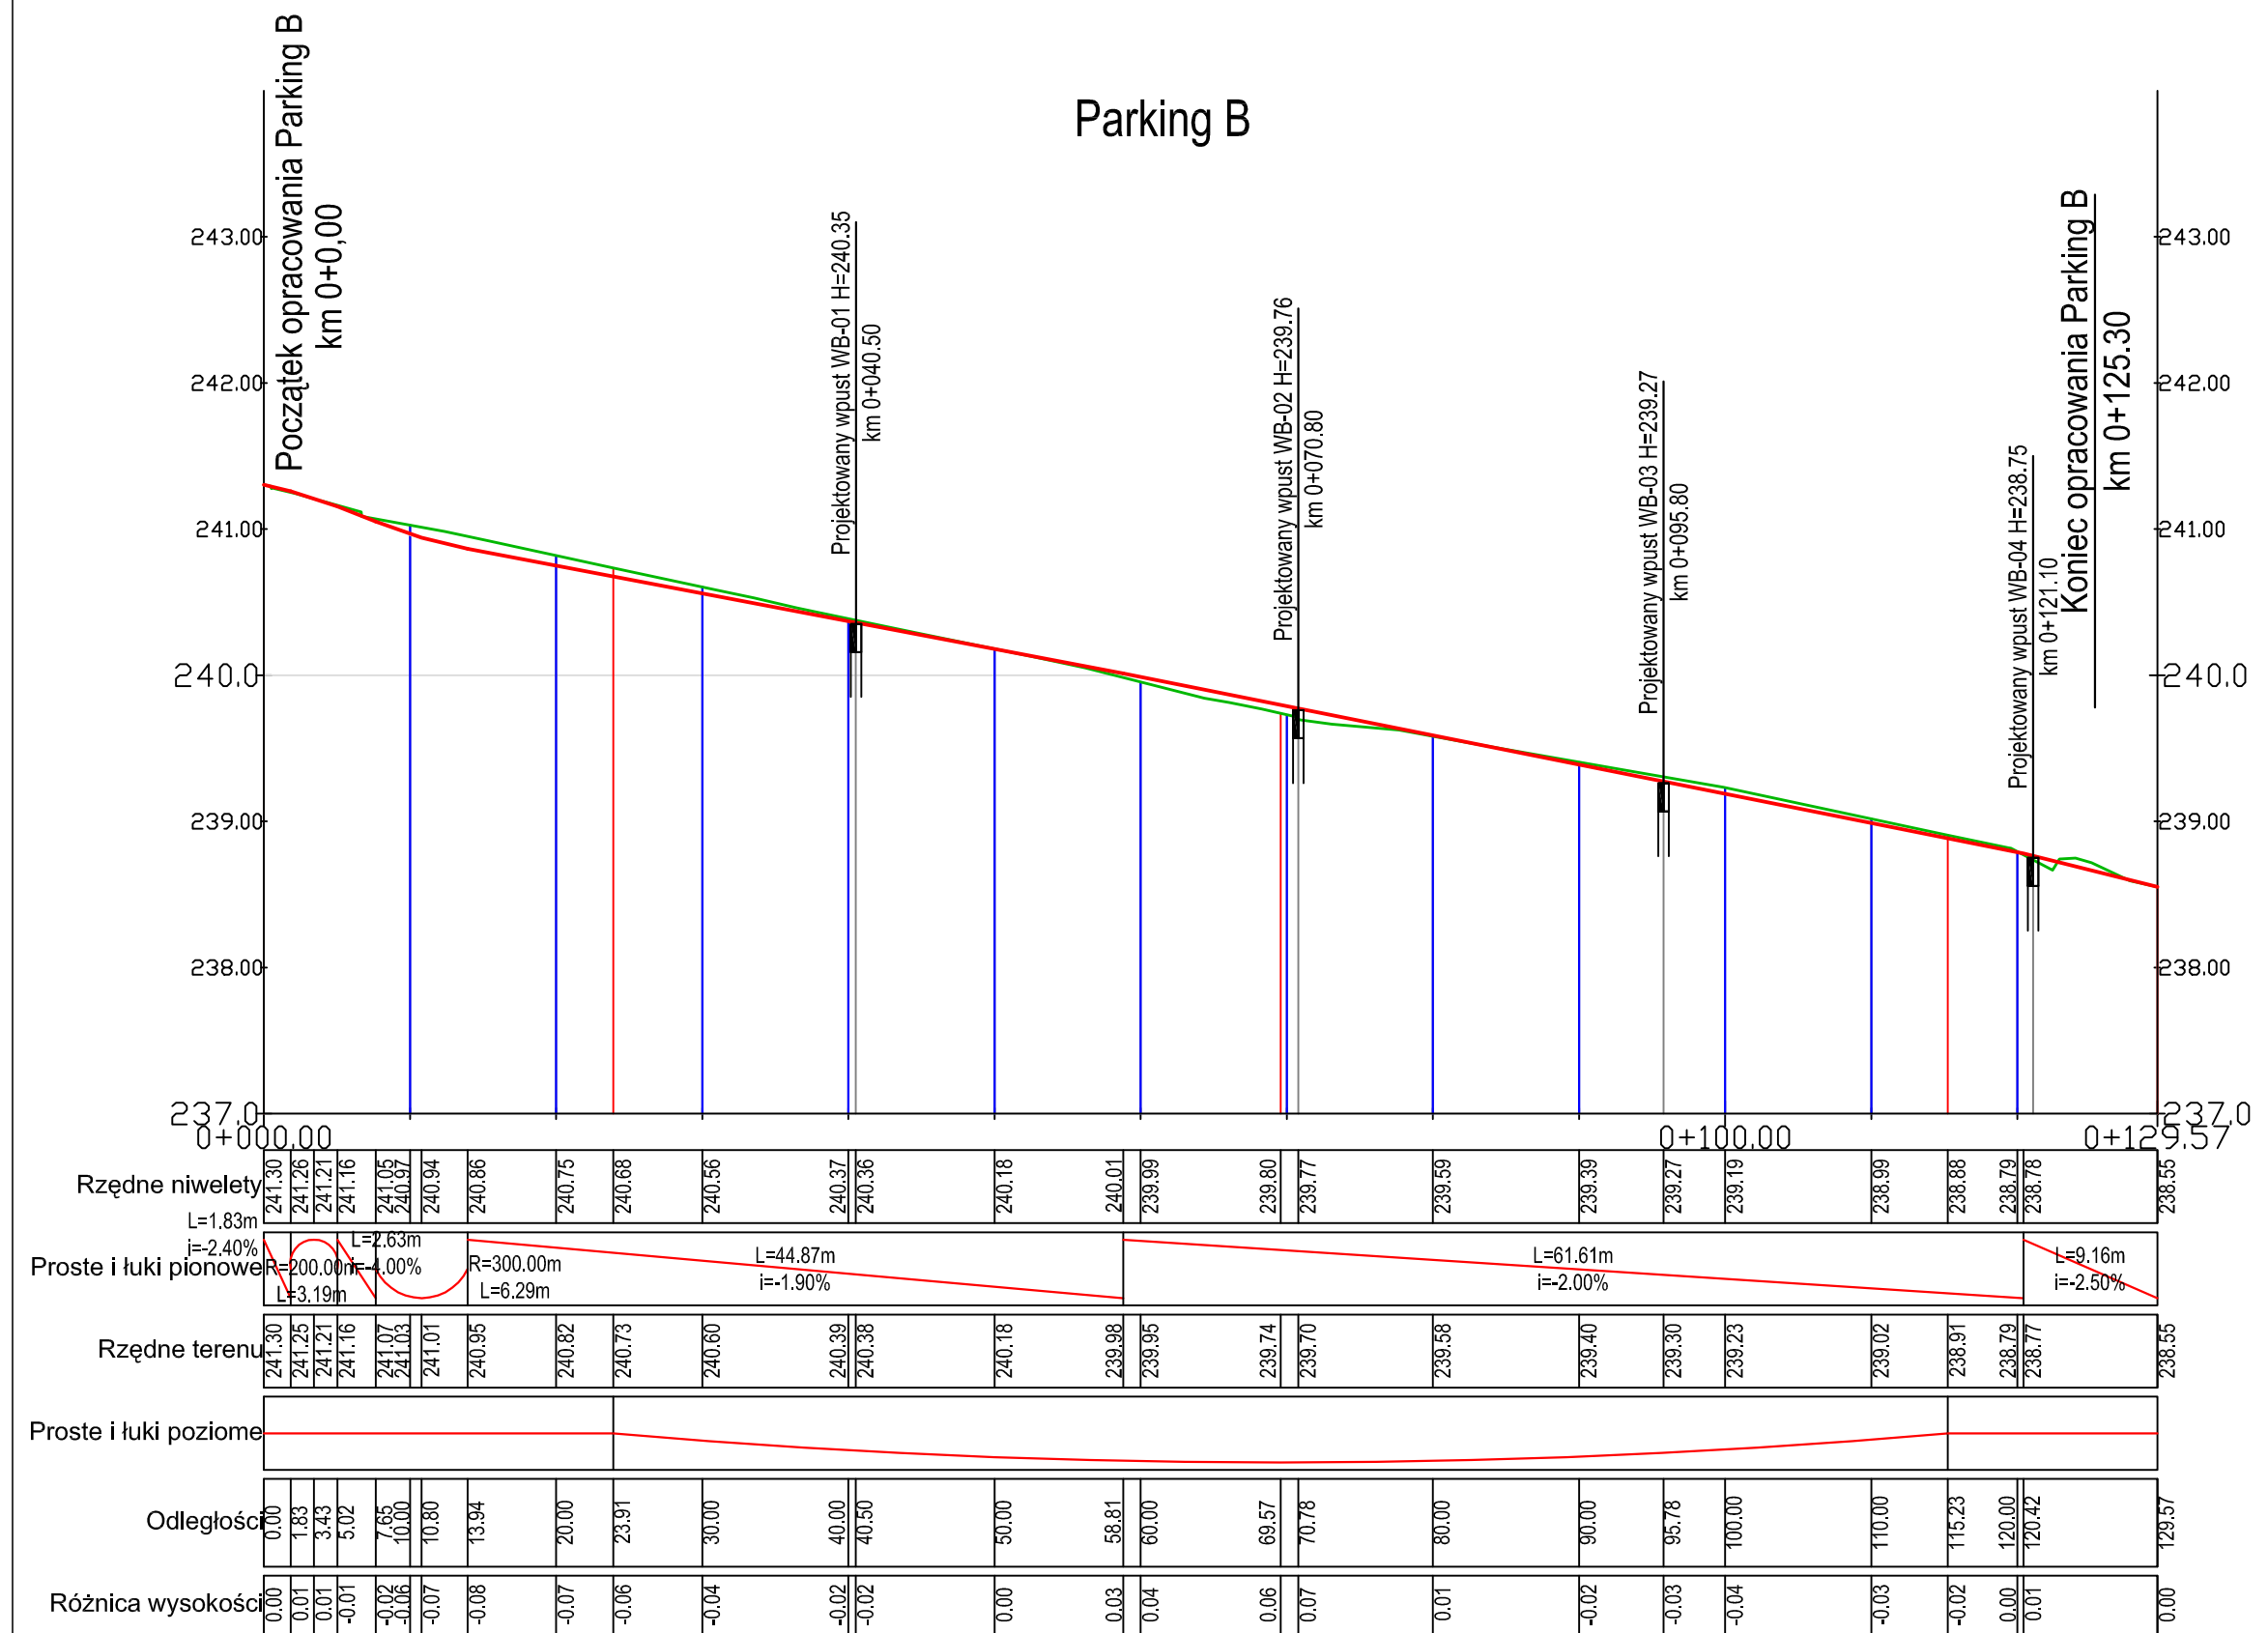 Parking B
Początek opracowania Parking B
km 0+0,00
Projektowany wpust WB-01 H=240.35
km 0+040.50
Projektowany wpust WB-02 H=239.76
km 0+070.80
Projektowany wpust WB-03 H=239.27
km 0+095.80
Projektowany wpust WB-04 H=238.75
km 0+121.10
Koniec opracowania Parking B
km 0+125.30
243.00
243.00
242.00
242.00
241.00
241.00
240.0
240.0
239.00
239.00
238.00
238.00
237.0
237.0
0+000.00
0+100.00
0+129.57
Rzędne niwelety 241.30 241.26 241.21 241.16 241.05 240.97 240.94 240.86 240.75 240.68 240.56 240.37 240.36 240.18 240.01 239.99 239.80 239.77 239.59 239.39 239.27 239.19 238.99 238.88 238.79 238.78 238.55
Proste i łuki pionowe
L=1.83m
i=-2.40%
R=200.00m
L=3.19m
L=2.63m
i=-4.00%
R=300.00m
L=6.29m
L=44.87m
i=-1.90%
L=61.61m
i=-2.00%
L=9.16m
i=-2.50%
Rzędne terenu 241.30 241.25 241.21 241.16 241.07 241.03 241.01 240.95 240.82 240.73 240.60 240.39 240.38 240.18 239.98 239.95 239.74 239.70 239.58 239.40 239.30 239.23 239.02 238.91 238.79 238.77 238.55
Proste i łuki poziome
Odległości 0.00 1.83 3.43 5.02 7.65 10.00 10.80 13.94 20.00 23.91 30.00 40.00 40.50 50.00 58.81 60.00 69.57 70.78 80.00 90.00 95.78 100.00 110.00 115.23 120.00 120.42 129.57
Różnica wysokości 0.00 0.01 0.01 -0.01 -0.02 -0.06 -0.07 -0.08 -0.07 -0.06 -0.04 -0.02 -0.02 0.00 0.03 0.04 0.06 0.07 0.01 -0.02 -0.03 -0.04 -0.03 -0.02 0.00 0.01 0.00